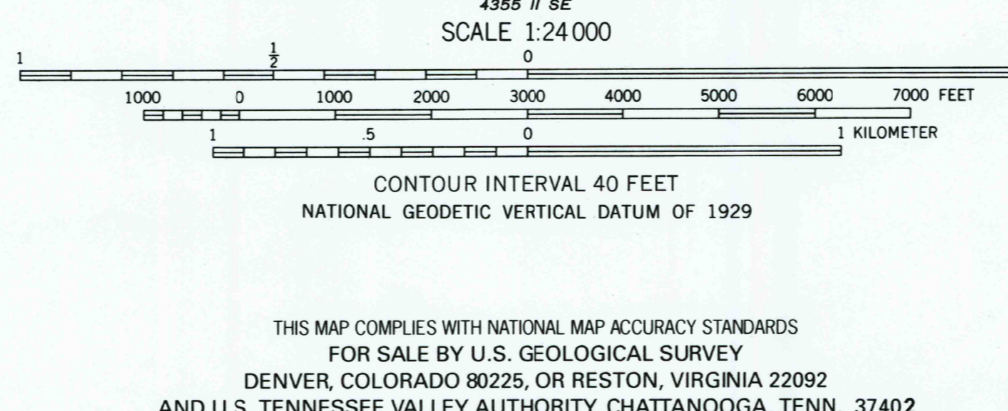 4355 II SE
SCALE 1:24 000
1 1/2 0
1000 0 1000 2000 3000 4000 5000 6000 7000 FEET
1 .5 0 1 KILOMETER
CONTOUR INTERVAL 40 FEET
NATIONAL GEODETIC VERTICAL DATUM OF 1929
THIS MAP COMPLIES WITH NATIONAL MAP ACCURACY STANDARDS
FOR SALE BY U.S. GEOLOGICAL SURVEY
DENVER, COLORADO 80225, OR RESTON, VIRGINIA 22092
AND U.S. TENNESSEE VALLEY AUTHORITY, CHATTANOOGA, TENN. 37402